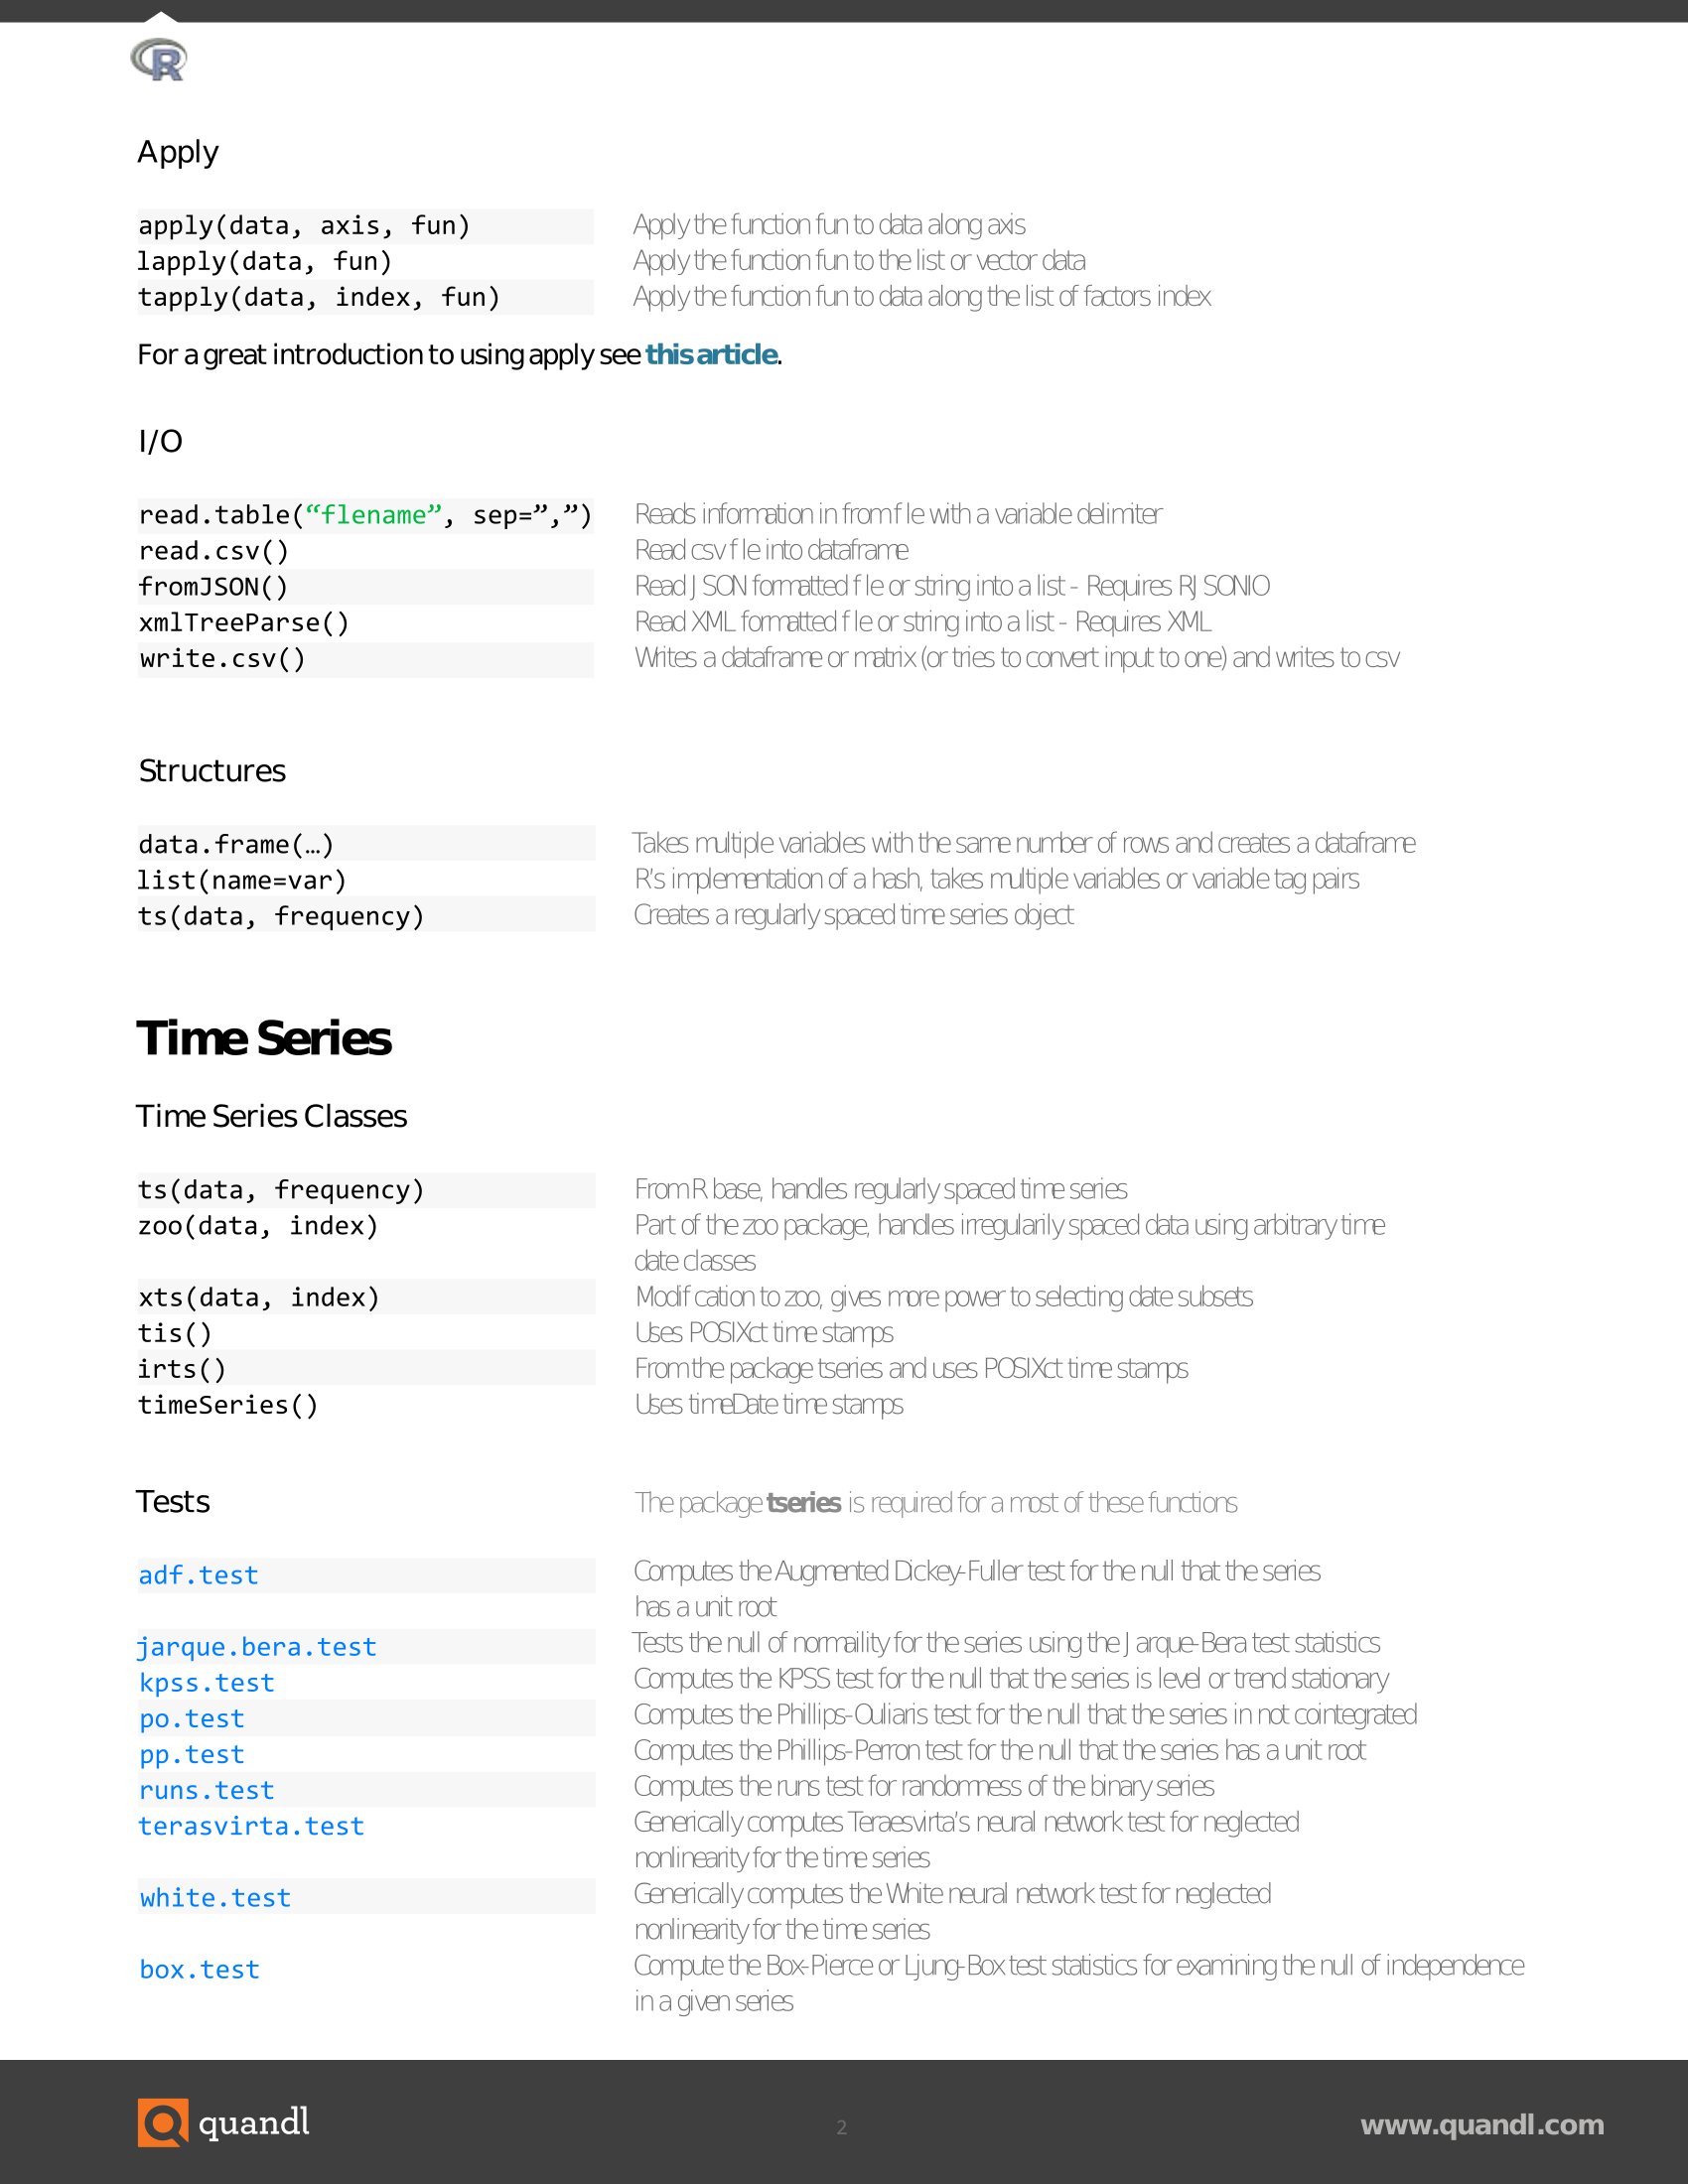 R
Apply
apply(data, axis, fun) Apply the function fun to data along axis
lapply(data, fun) Apply the function fun to the list or vector data
tapply(data, index, fun) Apply the function fun to data along the list of factors index
For a great introduction to using apply see this article.
I/O
read.table(“flename”, sep=”,”) Reads information in from f le with a variable delimiter
read.csv() Read csv f le into dataframe
fromJSON() Read JSON formatted f le or string into a list - Requires RJSONIO
xmlTreeParse() Read XML formatted f le or string into a list - Requires XML
write.csv() Writes a dataframe or matrix (or tries to convert input to one) and writes to csv
Structures
data.frame(…) Takes multiple variables with the same number of rows and creates a dataframe
list(name=var) R’s implementation of a hash, takes multiple variables or variable tag pairs
ts(data, frequency) Creates a regularly spaced time series object
Time Series
Time Series Classes
ts(data, frequency) From R base, handles regularly spaced time series
zoo(data, index) Part of the zoo package, handles irregularily spaced data using arbitrary time
date classes
xts(data, index) Modif cation to zoo, gives more power to selecting date subsets
tis() Uses POSIXct time stamps
irts() From the package tseries and uses POSIXct time stamps
timeSeries() Uses timeDate time stamps
Tests The package tseries is required for a most of these functions
adf.test Computes the Augmented Dickey-Fuller test for the null that the series
has a unit root
jarque.bera.test Tests the null of normaility for the series using the Jarque-Bera test statistics
kpss.test Computes the KPSS test for the null that the series is level or trend stationary
po.test Computes the Phillips-Ouliaris test for the null that the series in not cointegrated
pp.test Computes the Phillips-Perron test for the null that the series has a unit root
runs.test Computes the runs test for randomness of the binary series
terasvirta.test Generically computes Teraesvirta’s neural network test for neglected
nonlinearity for the time series
white.test Generically computes the White neural network test for neglected
nonlinearity for the time series
box.test Compute the Box-Pierce or Ljung-Box test statistics for examining the null of independence
in a given series
quandl 2 www.quandl.com